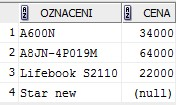 OZNACENI CENA
1 A600N 34000
2 A8JN-4P019M 64000
3 Lifebook S2110 22000
4 Star new (null)